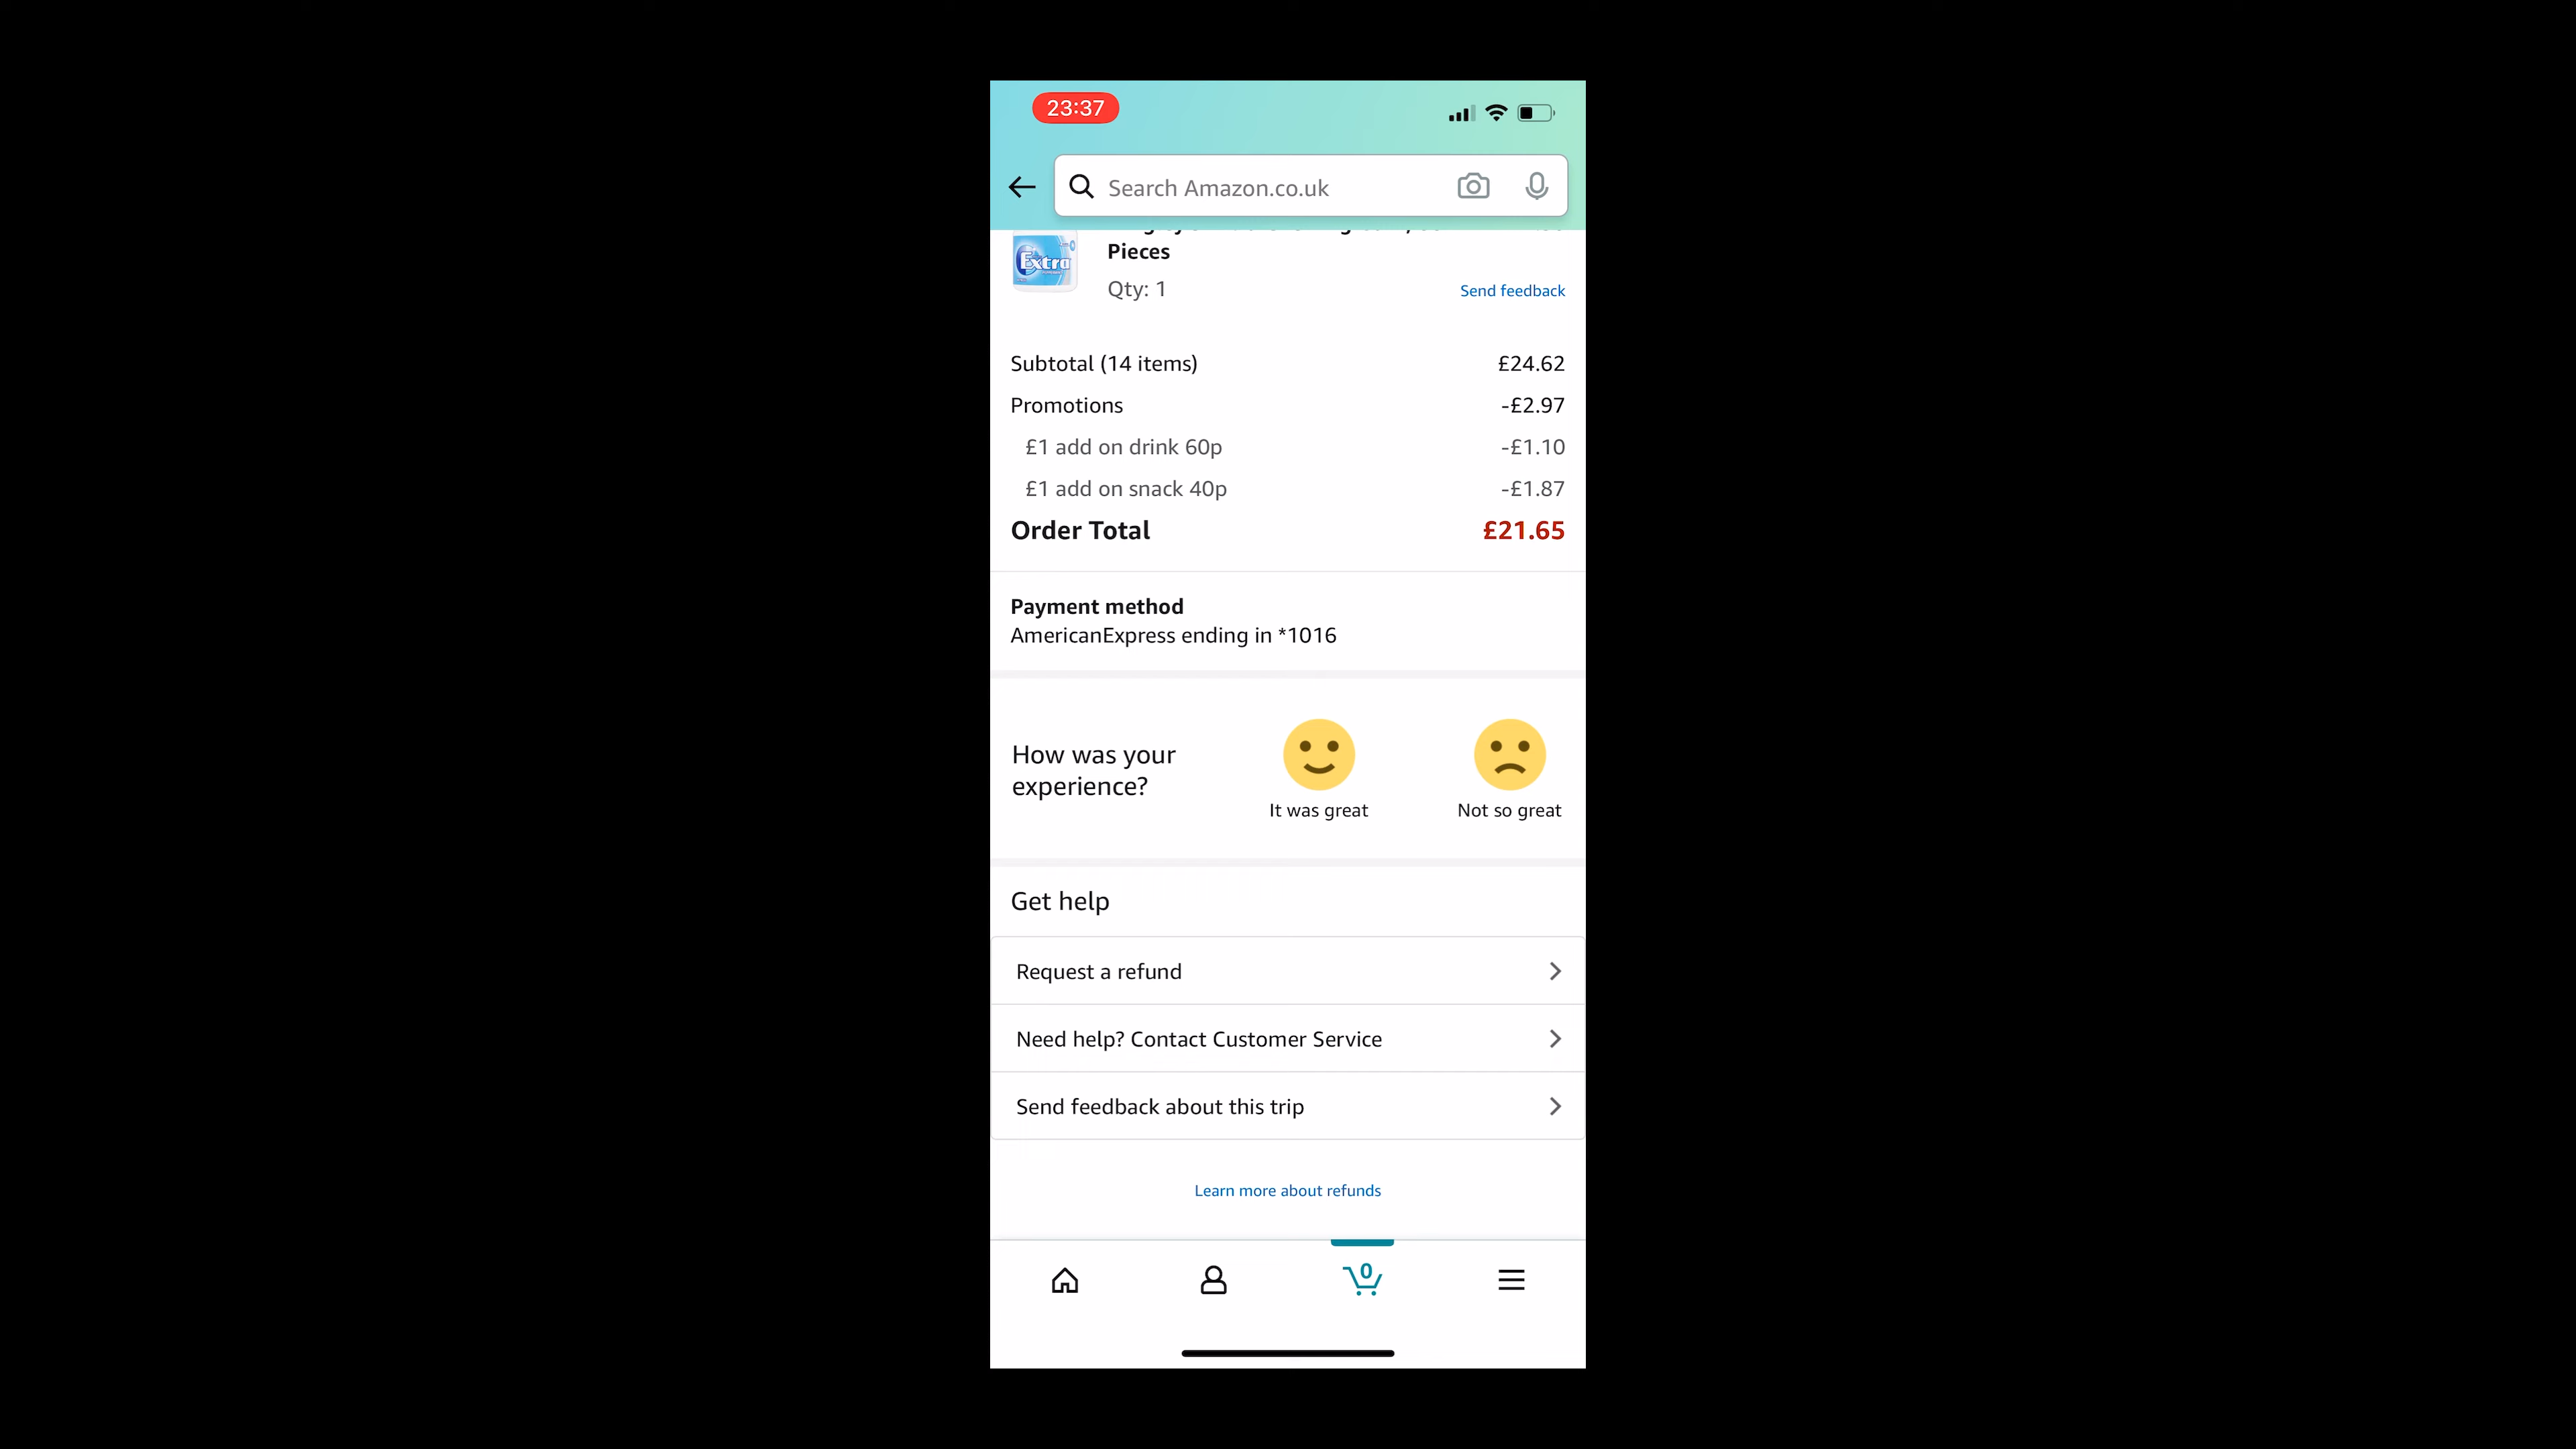 23:37
Search Amazon.co.uk
Extra
Pieces
Qty: 1
Send feedback
Subtotal (14 items) £24.62
Promotions -£2.97
£1 add on drink 60p -£1.10
£1 add on snack 40p -£1.87
Order Total £21.65
Payment method
AmericanExpress ending in *1016
How was your
experience?
It was great
Not so great
Get help
Request a refund
Need help? Contact Customer Service
Send feedback about this trip
Learn more about refunds
0